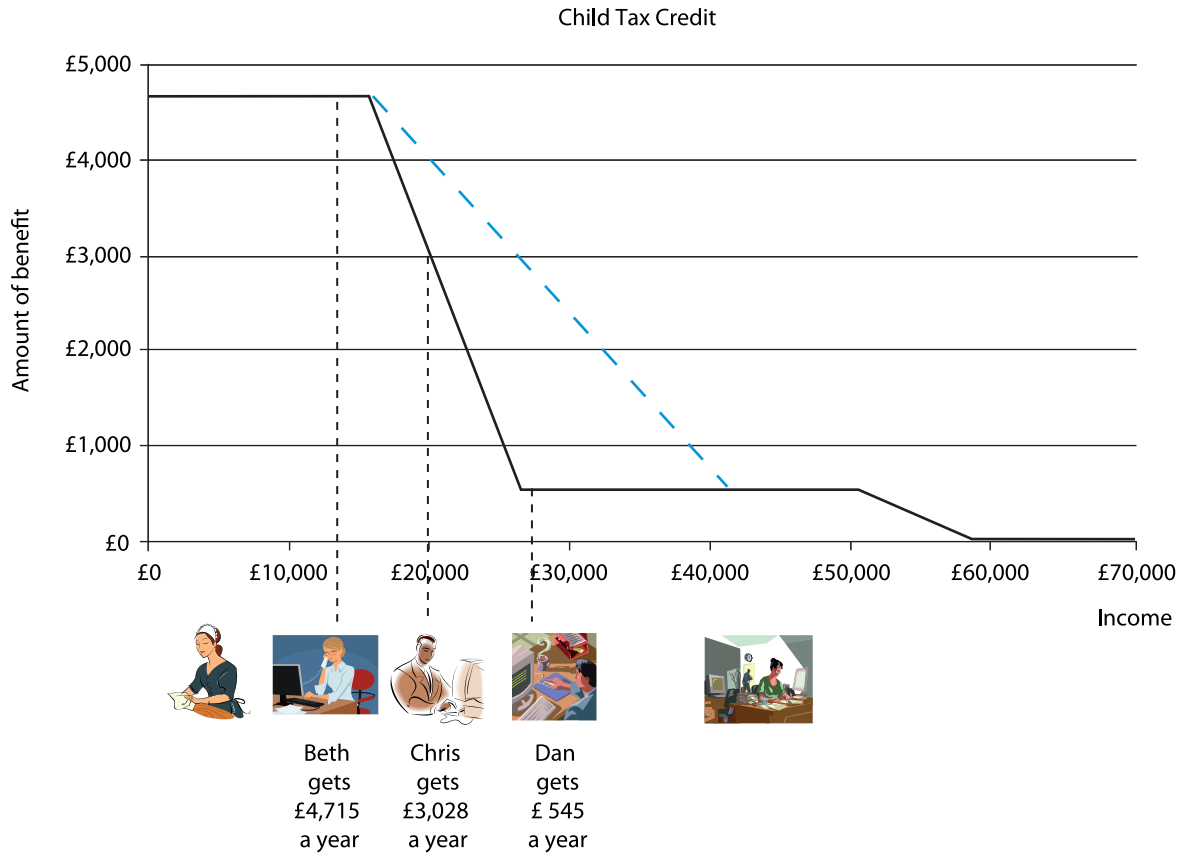 Child Tax Credit
Amount of benefit
£5,000
£4,000
£3,000
£2,000
£1,000
£0
£0 £10,000 £20,000 £30,000 £40,000 £50,000 £60,000 £70,000
Income
Beth
gets
£4,715
a year
Chris
gets
£3,028
a year
Dan
gets
£ 545
a year